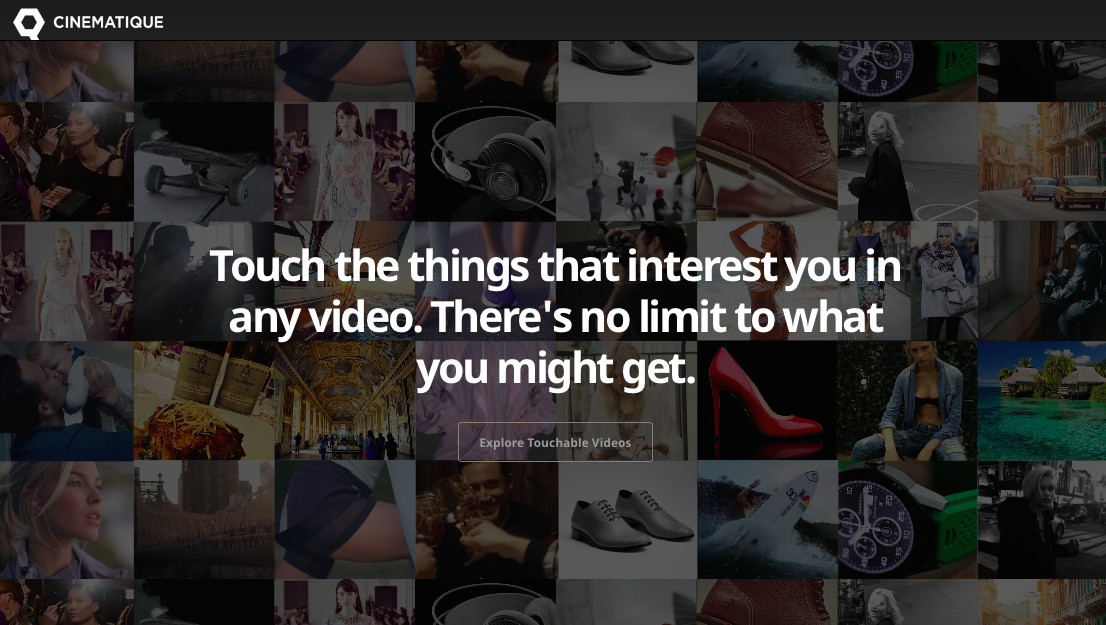 CINEMATIQUE
Touch the things that interest you in
any video. There's no limit to what
you might get.
Explore Touchable Videos